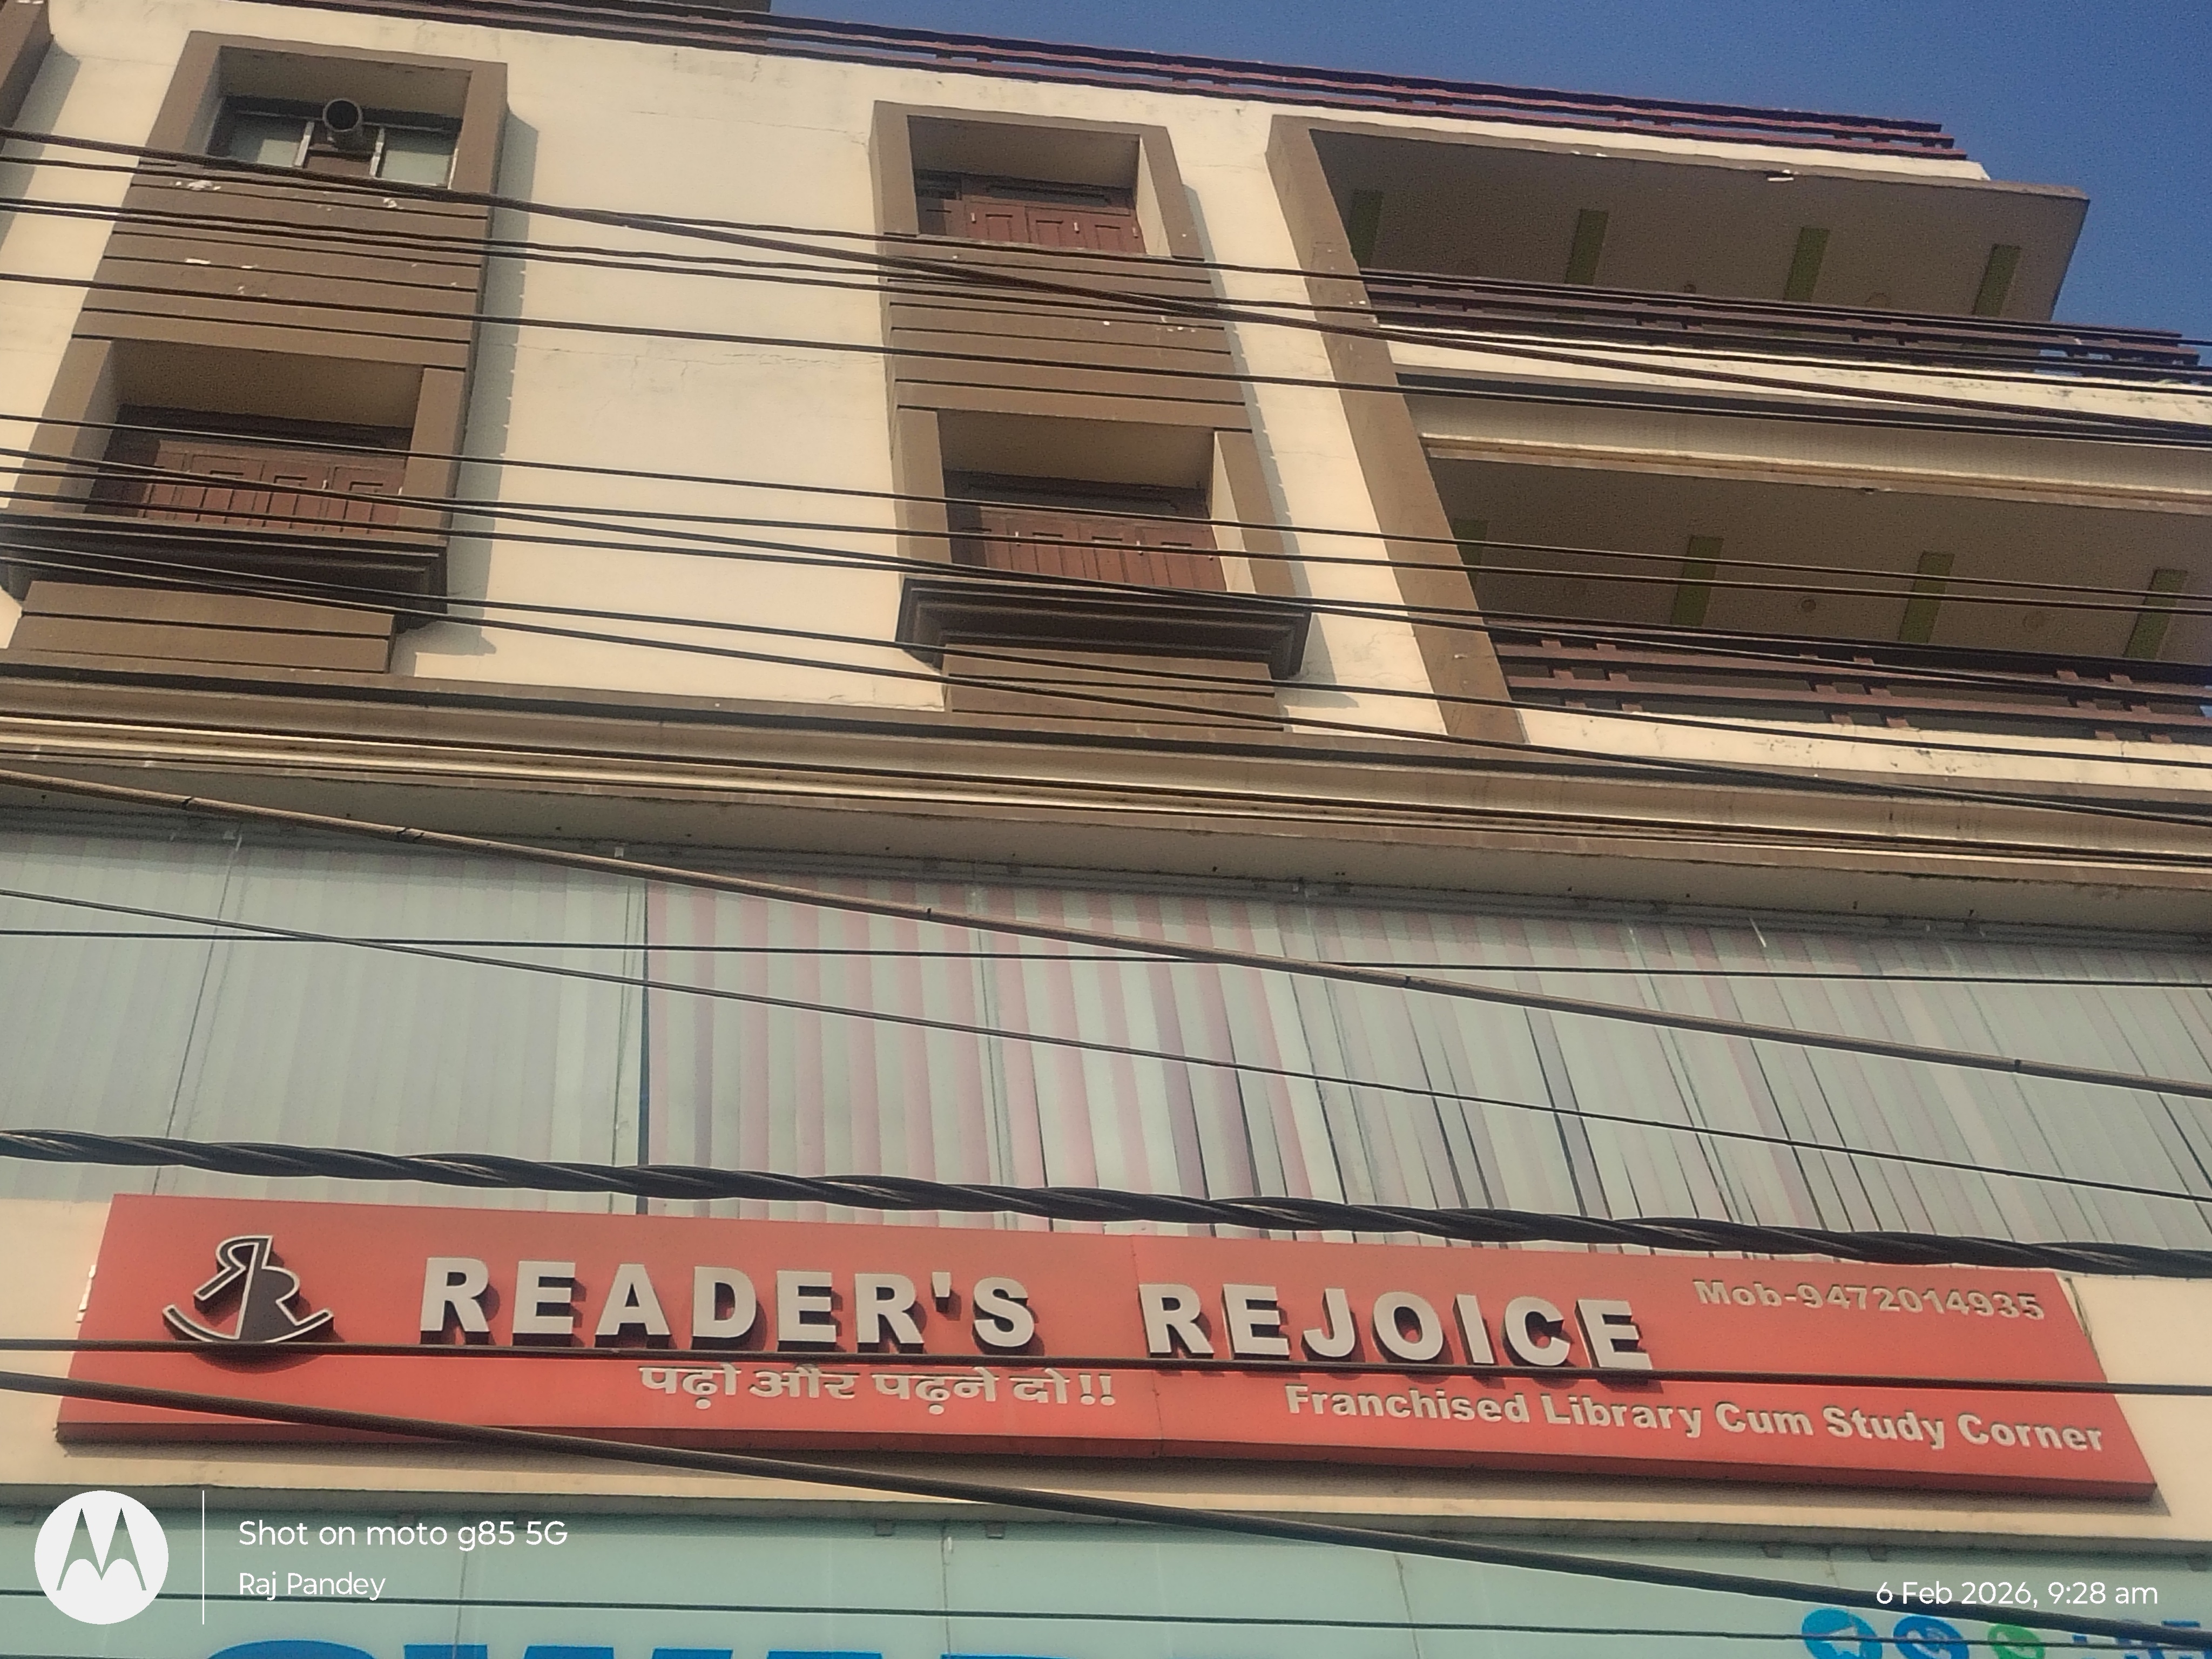 READER'S REJOICE
Mob-9472014935
पढ़ो और पढ़ने दो!!
Franchised Library Cum Study Corner
Shot on moto g85 5G
Raj Pandey
6 Feb 2026, 9:28 am